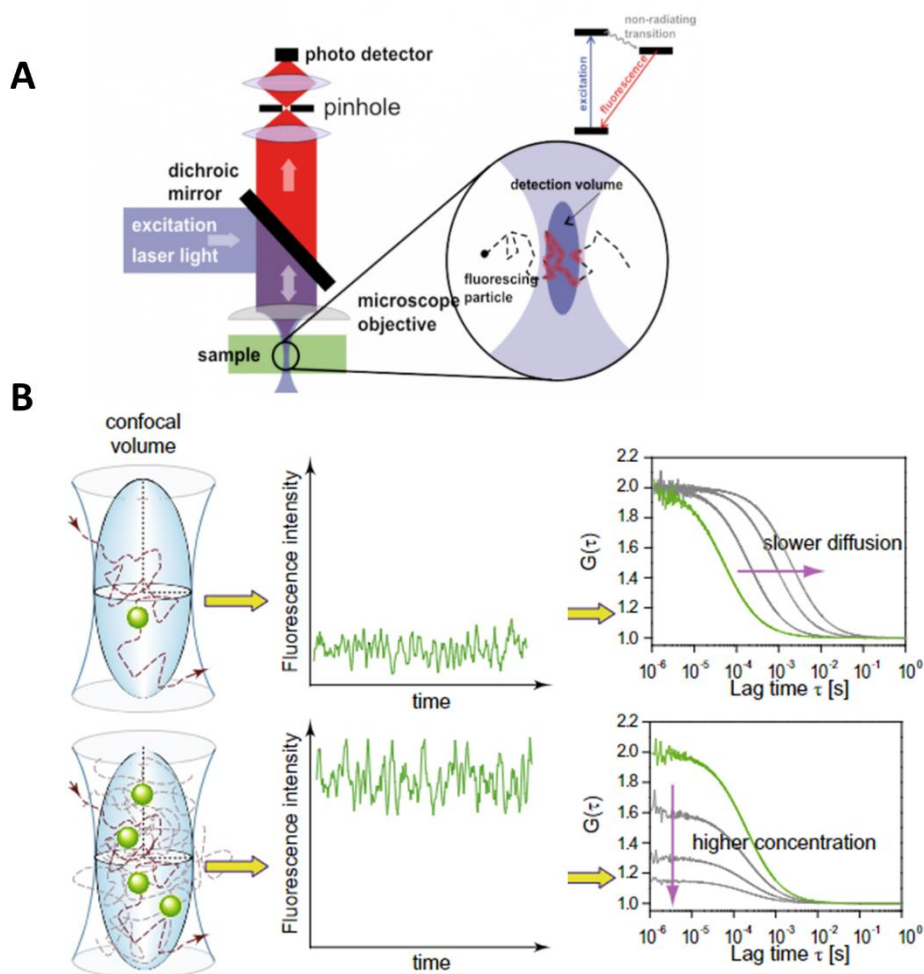 A
photo detector
pinhole
dichroic
mirror
excitation
laser light
microscope
objective
sample
non-radiating
transition
excitation
fluorescence
detection volume
fluorescing
particle
B
confocal
volume
Fluorescence intensity
time
G(τ)
2.2
2.0
1.8
1.6
1.4
1.2
1.0
slower diffusion
10⁻⁶ 10⁻⁵ 10⁻⁴ 10⁻³ 10⁻² 10⁻¹ 10⁰
Lag time τ [s]
Fluorescence intensity
time
G(τ)
2.2
2.0
1.8
1.6
1.4
1.2
1.0
higher concentration
10⁻⁶ 10⁻⁵ 10⁻⁴ 10⁻³ 10⁻² 10⁻¹ 10⁰
Lag time τ [s]